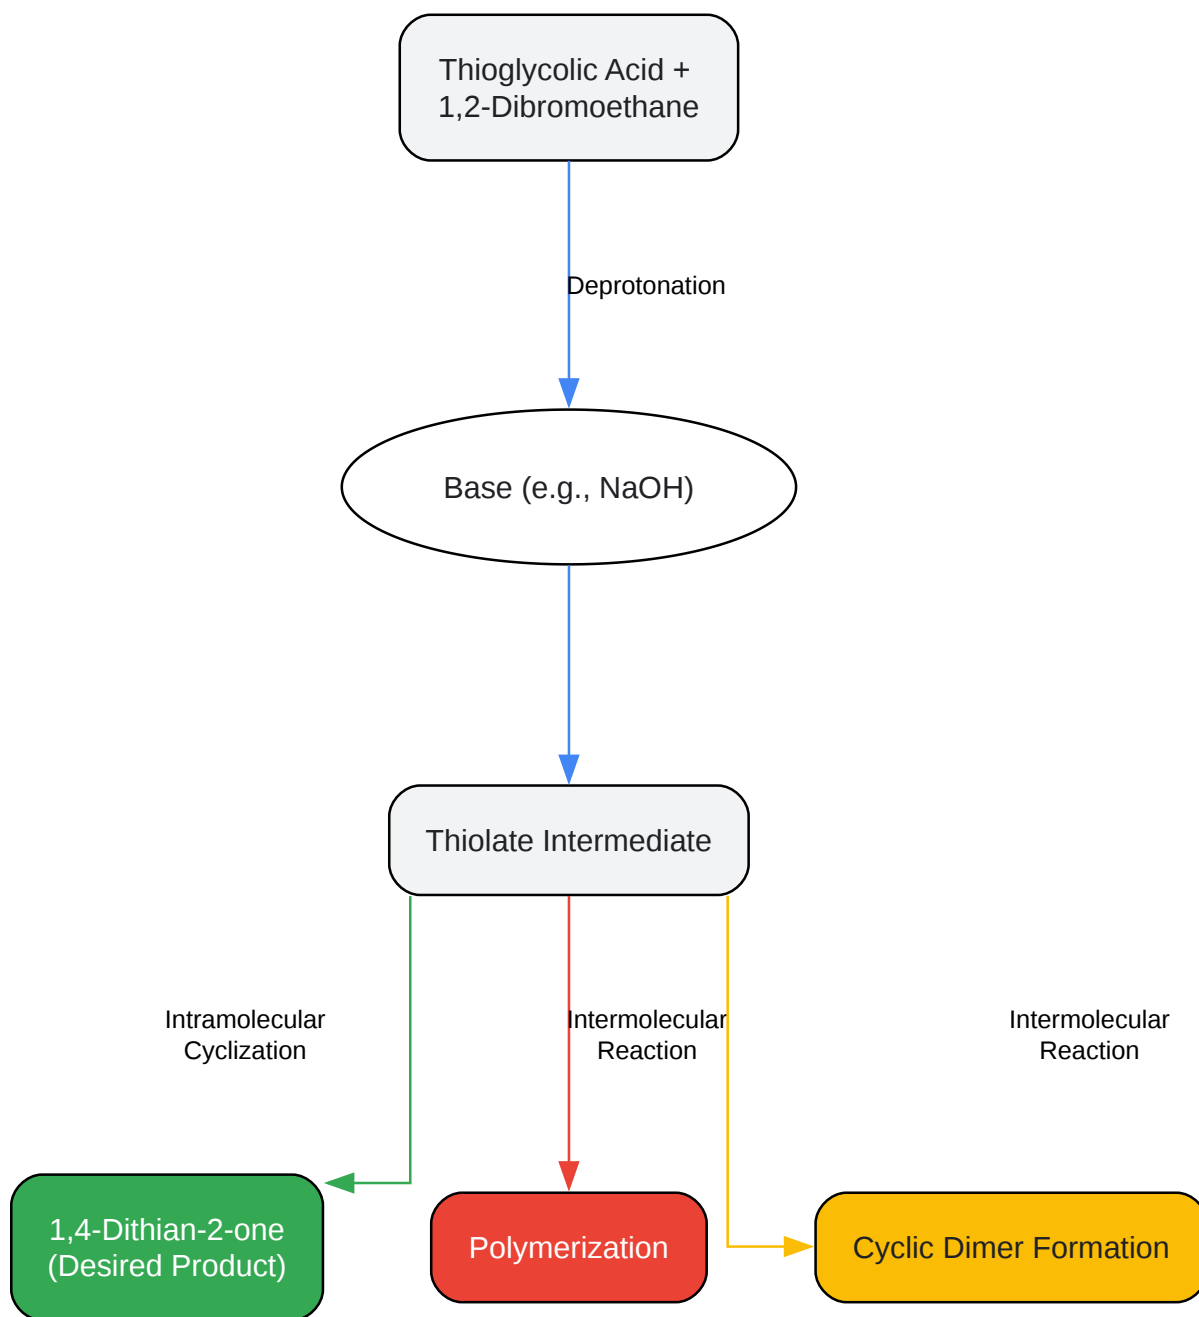 Thioglycolic Acid +
1,2-Dibromoethane
Deprotonation
Base (e.g., NaOH)
Thiolate Intermediate
Intramolecular
Cyclization
Intermolecular
Reaction
Intermolecular
Reaction
1,4-Dithian-2-one
(Desired Product)
Polymerization
Cyclic Dimer Formation